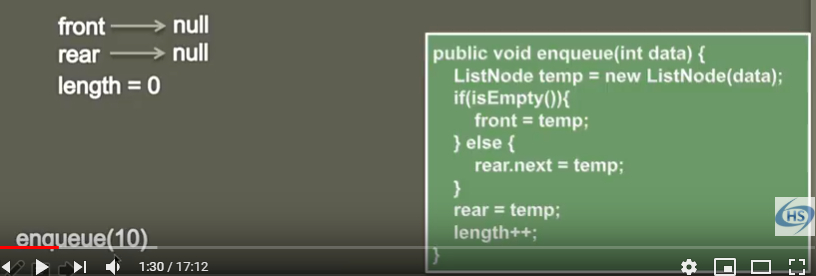 front null
rear null
length = 0
public void enqueue(int data) {
ListNode temp = new ListNode(data);
if(isEmpty()){
front = temp;
} else {
rear.next = temp;
}
rear = temp;
length++;
}
enqueue(10)
HS
1:30 / 17:12